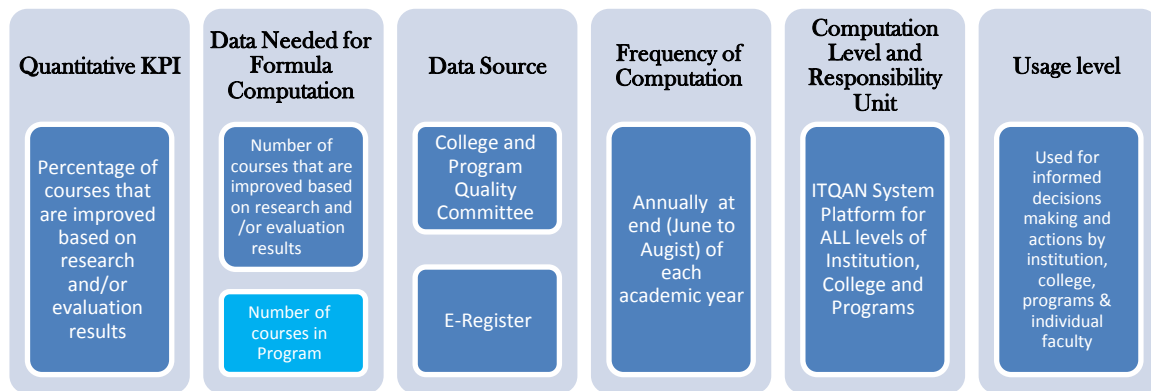 Quantitative KPI
Percentage of
courses that
are improved
based on
research
and/or
evaluation
results
Data Needed for
Formula
Computation
Number of
courses that are
improved based
on research and
/or evaluation
results
Number of
courses in
Program
Data Source
College and
Program
Quality
Committee
E-Register
Frequency of
Computation
Annually at
end (June to
Augist) of
each
academic year
Computation
Level and
Responsibility
Unit
ITQAN System
Platform for
ALL levels of
Institution,
College and
Programs
Usage level
Used for
informed
decisions
making and
actions by
institution,
college,
programs &
individual
faculty